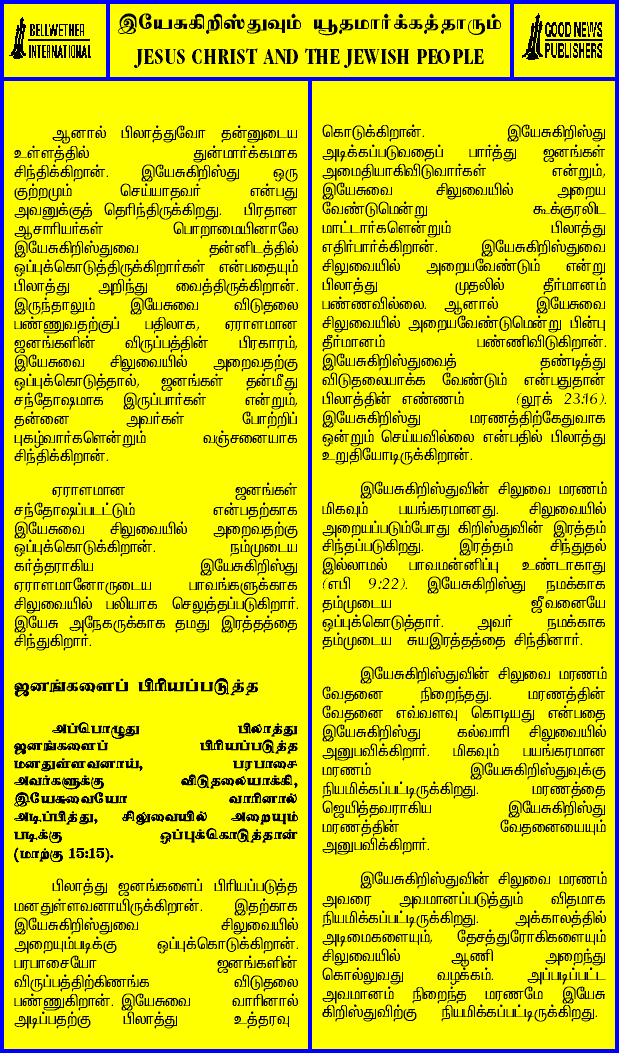 BELLWETHER
INTERNATIONAL
இயேசுகிறிஸ்துவும் யூதமார்க்கத்தாரும்
JESUS CHRIST AND THE JEWISH PEOPLE
GOOD NEWS
PUBLISHERS
ஆனால் பிலாத்துவோ தன்னுடைய
உள்ளத்தில் துன்மார்க்கமாக
சிந்திக்கிறான். இயேசுகிறிஸ்து ஒரு
குற்றமும் செய்யாதவர் என்பது
அவனுக்குத் தெரிந்திருக்கிறது. பிரதான
ஆசாரியர்கள் பொறாமையினாலே
இயேசுகிறிஸ்துவை தன்னிடத்தில்
ஒப்புக்கொடுத்திருக்கிறார்கள் என்பதையும்
பிலாத்து அறிந்து வைத்திருக்கிறான்.
இருந்தாலும் இயேசுவை விடுதலை
பண்ணுவதற்குப் பதிலாக, ஏராளமான
ஜனங்களின் விருப்பத்தின் பிரகாரம்,
இயேசுவை சிலுவையில் அறைவதற்கு
ஒப்புக்கொடுத்தால், ஜனங்கள் தன்மீது
சந்தோஷமாக இருப்பார்கள் என்றும்,
தன்னை அவர்கள் போற்றிப்
புகழ்வார்களென்றும் வஞ்சனையாக
சிந்திக்கிறான்.
ஏராளமான ஜனங்கள்
சந்தோஷப்படட்டும் என்பதற்காக
இயேசுவை சிலுவையில் அறைவதற்கு
ஒப்புக்கொடுக்கிறான். நம்முடைய
கர்த்தராகிய இயேசுகிறிஸ்து
ஏராளமானோருடைய பாவங்களுக்காக
சிலுவையில் பலியாக செலுத்தப்படுகிறார்.
இயேசு அநேகருக்காக தமது இரத்தத்தை
சிந்துகிறார்.
ஜனங்களைப் பிரியப்படுத்த
அப்பொழுது பிலாத்து
ஜனங்களைப் பிரியப்படுத்த
மனதுள்ளவனாய், பரபாசை
அவர்களுக்கு விடுதலையாக்கி,
இயேசுவையோ வாரினால்
அடிப்பித்து, சிலுவையில் அறையும்
படிக்கு ஒப்புக்கொடுத்தான்
(மாற்கு 15:15).
பிலாத்து ஜனங்களைப் பிரியப்படுத்த
மனதுள்ளவனாயிருக்கிறான். இதற்காக
இயேசுகிறிஸ்துவை சிலுவையில்
அறையும்படிக்கு ஒப்புக்கொடுக்கிறான்.
பரபாசையோ ஜனங்களின்
விருப்பத்திற்கிணங்க விடுதலை
பண்ணுகிறான். இயேசுவை வாரினால்
அடிப்பதற்கு பிலாத்து உத்தரவு
கொடுக்கிறான். இயேசுகிறிஸ்து
அடிக்கப்படுவதைப் பார்த்து ஜனங்கள்
அமைதியாகிவிடுவார்கள் என்றும்,
இயேசுவை சிலுவையில் அறைய
வேண்டுமென்று கூக்குரலிட
மாட்டார்களென்றும் பிலாத்து
எதிர்பார்க்கிறான். இயேசுகிறிஸ்துவை
சிலுவையில் அறையவேண்டும் என்று
பிலாத்து முதலில் தீர்மானம்
பண்ணவில்லை. ஆனால் இயேசுவை
சிலுவையில் அறையவேண்டுமென்று பின்பு
தீர்மானம் பண்ணிவிடுகிறான்.
இயேசுகிறிஸ்துவைத் தண்டித்து
விடுதலையாக்க வேண்டும் என்பதுதான்
பிலாத்தின் எண்ணம் (லூக் 23:16).
இயேசுகிறிஸ்து மரணத்திற்கேதுவாக
ஒன்றும் செய்யவில்லை என்பதில் பிலாத்து
உறுதியோடிருக்கிறான்.
இயேசுகிறிஸ்துவின் சிலுவை மரணம்
மிகவும் பயங்கரமானது. சிலுவையில்
அறையப்படும்போது கிறிஸ்துவின் இரத்தம்
சிந்தப்படுகிறது. இரத்தம் சிந்துதல்
இல்லாமல் பாவமன்னிப்பு உண்டாகாது
(எபி 9:22). இயேசுகிறிஸ்து நமக்காக
தம்முடைய ஜீவனையே
ஒப்புக்கொடுத்தார். அவர் நமக்காக
தம்முடைய சுயஇரத்தத்தை சிந்தினார்.
இயேசுகிறிஸ்துவின் சிலுவை மரணம்
வேதனை நிறைந்தது. மரணத்தின்
வேதனை எவ்வளவு கொடியது என்பதை
இயேசுகிறிஸ்து கல்வாரி சிலுவையில்
அனுபவிக்கிறார். மிகவும் பயங்கரமான
மரணம் இயேசுகிறிஸ்துவுக்கு
நியமிக்கப்பட்டிருக்கிறது. மரணத்தை
ஜெயித்தவராகிய இயேசுகிறிஸ்து
மரணத்தின் வேதனையையும்
அனுபவிக்கிறார்.
இயேசுகிறிஸ்துவின் சிலுவை மரணம்
அவரை அவமானப்படுத்தும் விதமாக
நியமிக்கப்பட்டிருக்கிறது. அக்காலத்தில்
அடிமைகளையும், தேசத்துரோகிகளையும்
சிலுவையில் ஆணி அறைந்து
கொல்லுவது வழக்கம். அப்படிப்பட்ட
அவமானம் நிறைந்த மரணமே இயேசு
கிறிஸ்துவிற்கு நியமிக்கப்பட்டிருக்கிறது.